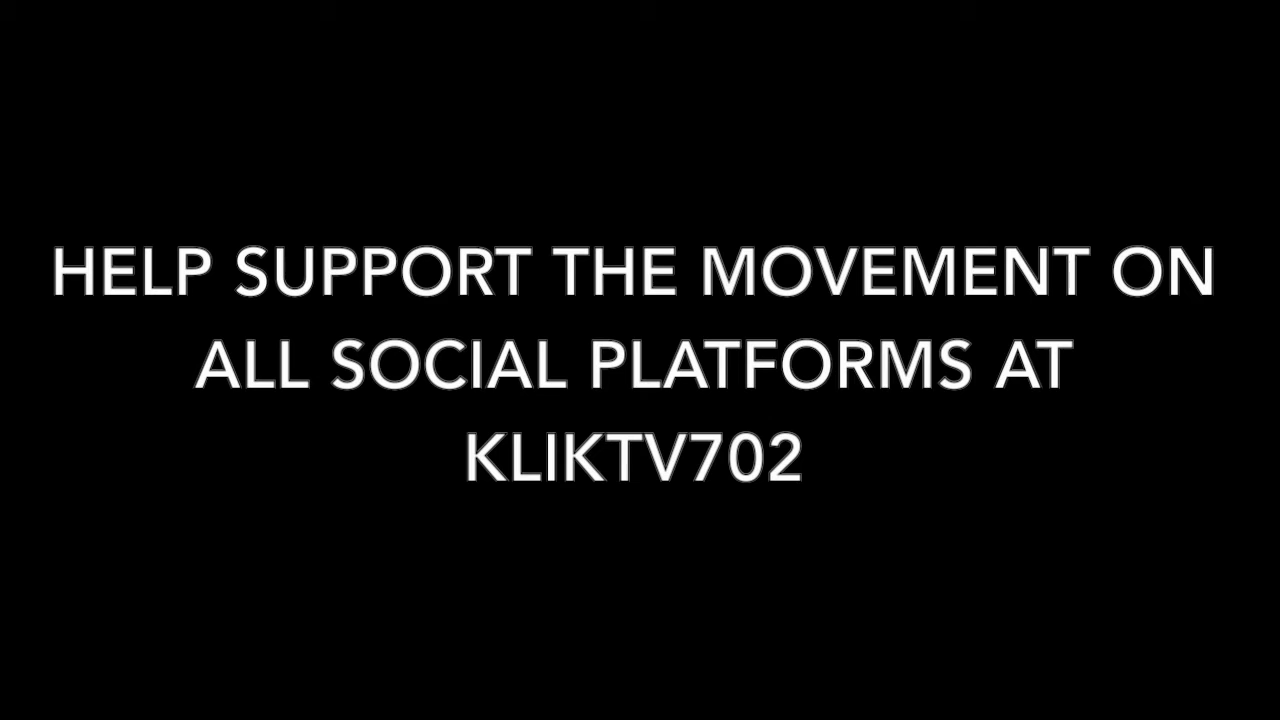 HELP SUPPORT THE MOVEMENT ON
ALL SOCIAL PLATFORMS AT
KLIKTV702